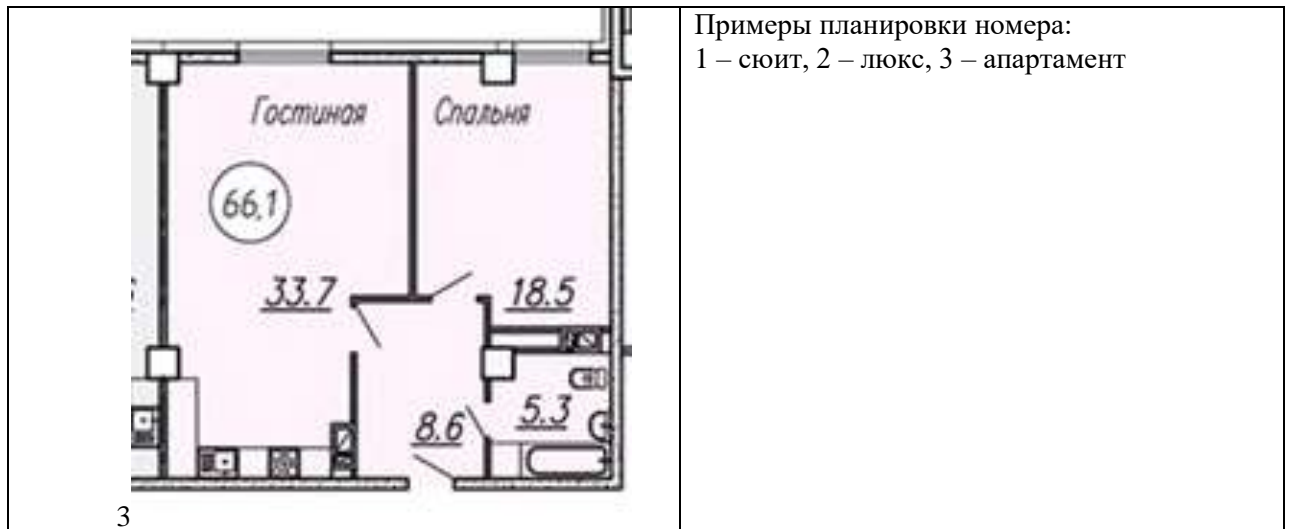 Гостиная
Спальня
66,1
33.7
18.5
8.6
5.3
3
Примеры планировки номера:
1 – сюит, 2 – люкс, 3 – апартамент